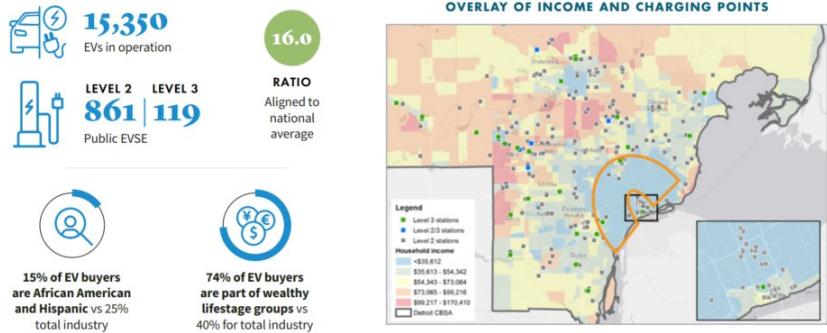 OVERLAY OF INCOME AND CHARGING POINTS
15,350
EVs in operation
LEVEL 2
LEVEL 3
861 | 119
Public EVSE
16.0
RATIO
Aligned to
national
average
15% of EV buyers
are African American
and Hispanic vs 25%
total industry
74% of EV buyers
are part of wealthy
lifestage groups vs
40% for total industry
Legend
Level 3 stations
Level 2/3 stations
Level 2 stations
Household income
<$35,612
$35,613 - $54,342
$54,343 - $73,064
$73,065 - $99,216
$99,217 - $170,410
Detroit CBSA
Dearborn
Heights
Taylor